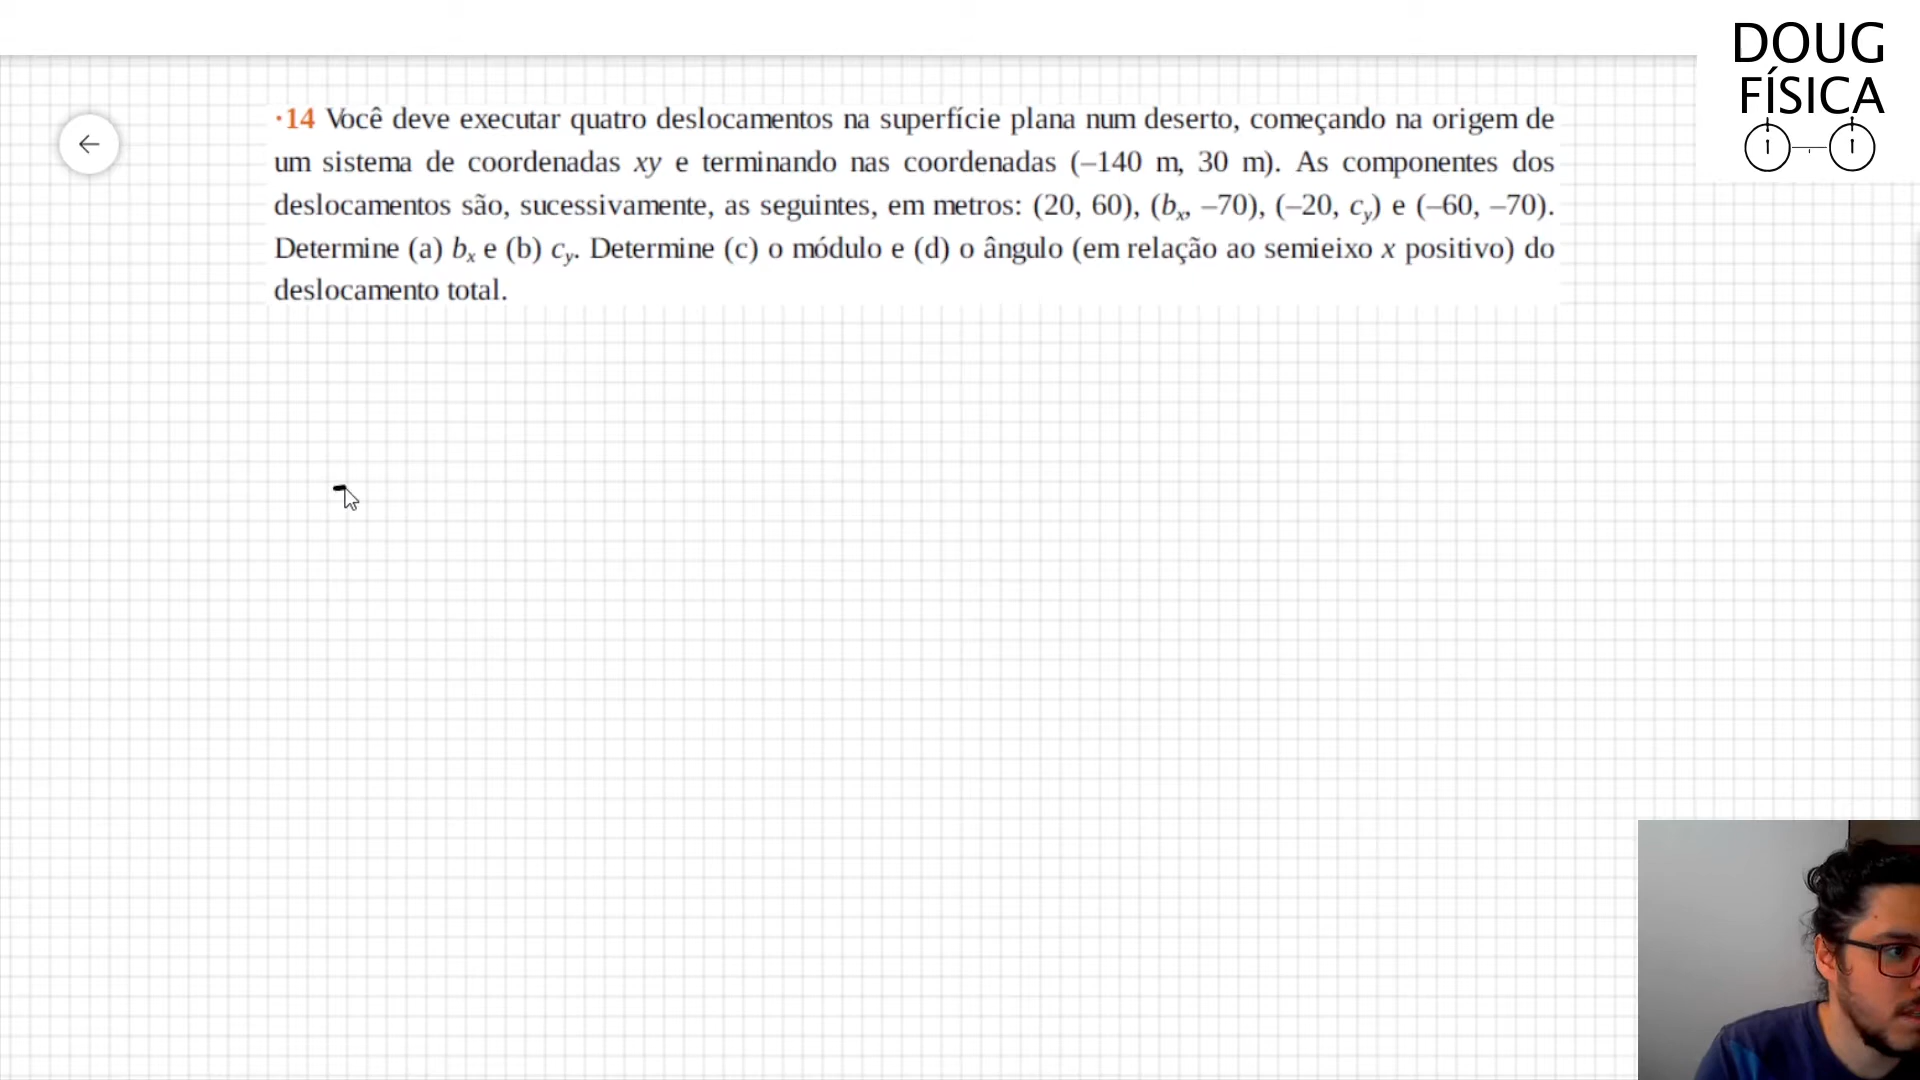 DOUG
FÍSICA
·14 Você deve executar quatro deslocamentos na superfície plana num deserto, começando na origem de
um sistema de coordenadas xy e terminando nas coordenadas (–140 m, 30 m). As componentes dos
deslocamentos são, sucessivamente, as seguintes, em metros: (20, 60), (bx, –70), (–20, cy) e (–60, –70).
Determine (a) bx e (b) cy. Determine (c) o módulo e (d) o ângulo (em relação ao semieixo x positivo) do
deslocamento total.